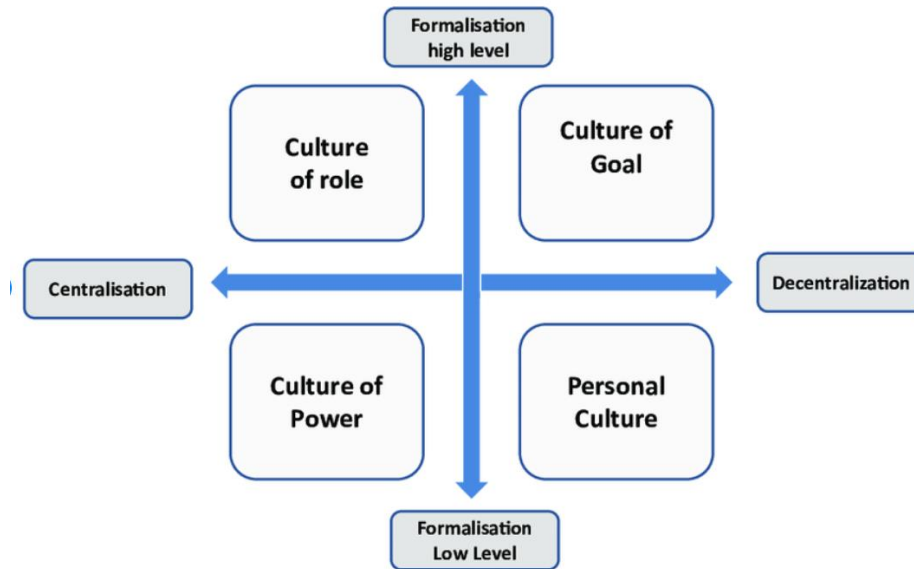 Formalisation
high level
Culture
of role
Culture of
Goal
Centralisation
Decentralization
Culture of
Power
Personal
Culture
Formalisation
Low Level